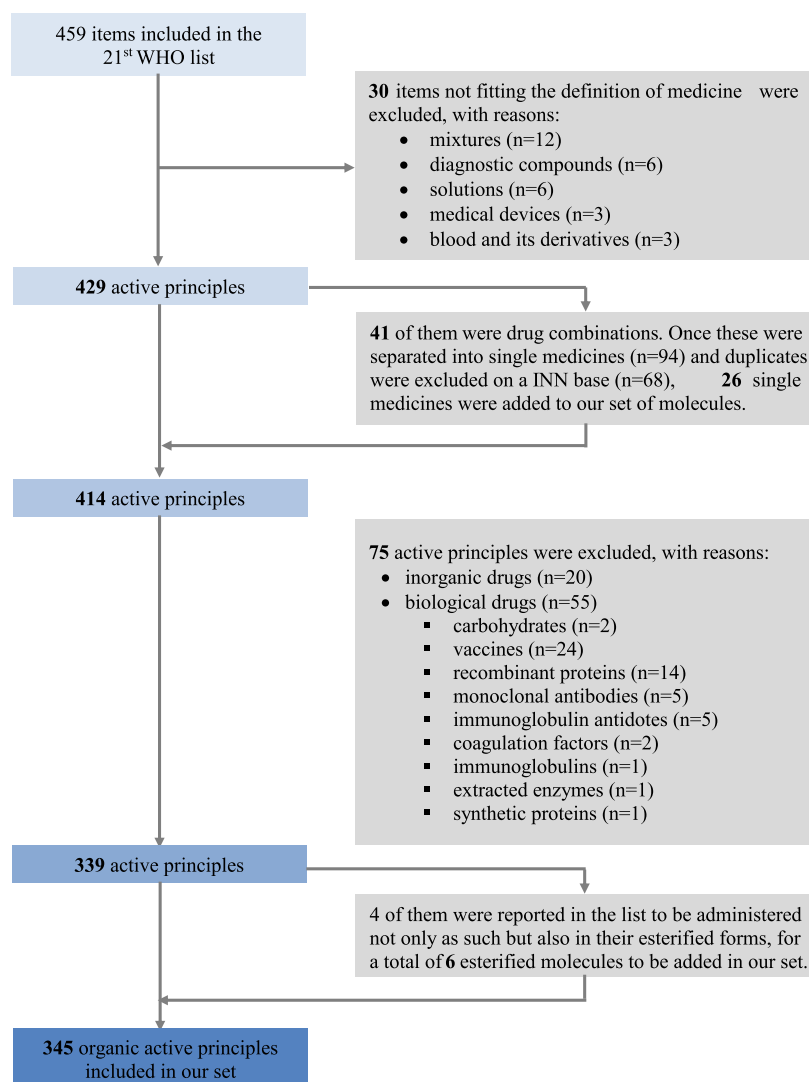 459 items included in the
21st WHO list
30 items not fitting the definition of medicine were
excluded, with reasons:
• mixtures (n=12)
• diagnostic compounds (n=6)
• solutions (n=6)
• medical devices (n=3)
• blood and its derivatives (n=3)
429 active principles
41 of them were drug combinations. Once these were
separated into single medicines (n=94) and duplicates
were excluded on a INN base (n=68), 26 single
medicines were added to our set of molecules.
414 active principles
75 active principles were excluded, with reasons:
• inorganic drugs (n=20)
• biological drugs (n=55)
▪ carbohydrates (n=2)
▪ vaccines (n=24)
▪ recombinant proteins (n=14)
▪ monoclonal antibodies (n=5)
▪ immunoglobulin antidotes (n=5)
▪ coagulation factors (n=2)
▪ immunoglobulins (n=1)
▪ extracted enzymes (n=1)
▪ synthetic proteins (n=1)
339 active principles
4 of them were reported in the list to be administered
not only as such but also in their esterified forms, for
a total of 6 esterified molecules to be added in our set.
345 organic active principles
included in our set